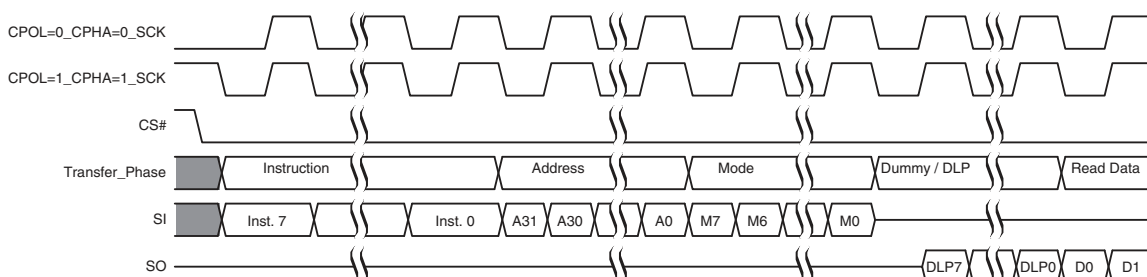 CPOL=0_CPHA=0_SCK
CPOL=1_CPHA=1_SCK
CS#
Transfer_Phase Instruction Address Mode Dummy / DLP Read Data
SI Inst. 7 Inst. 0 A31 A30 A0 M7 M6 M0
SO DLP7 DLP0 D0 D1